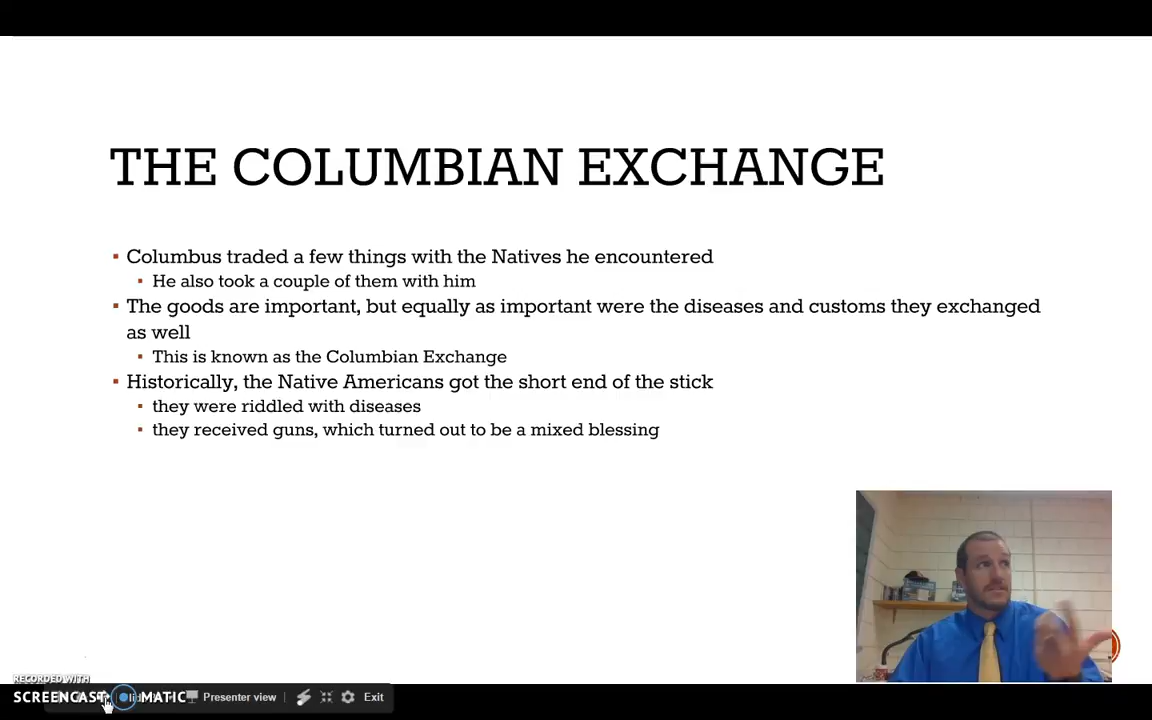 THE COLUMBIAN EXCHANGE
▪ Columbus traded a few things with the Natives he encountered
▪ He also took a couple of them with him
▪ The goods are important, but equally as important were the diseases and customs they exchanged
as well
▪ This is known as the Columbian Exchange
▪ Historically, the Native Americans got the short end of the stick
▪ they were riddled with diseases
▪ they received guns, which turned out to be a mixed blessing
RECORDED WITH
SCREENCAST MATIC
Presenter view
Exit